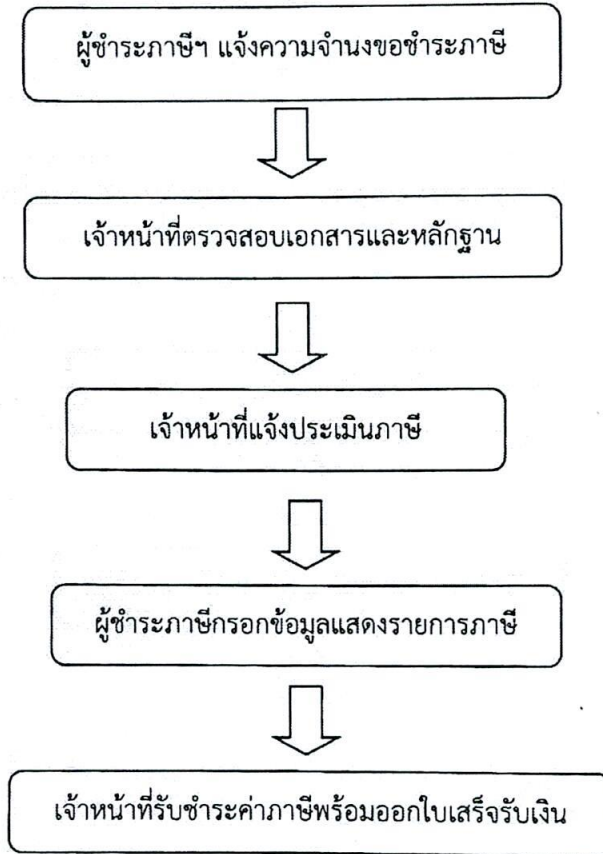 ผู้ชำระภาษีฯ แจ้งความจำนงขอชำระภาษี
เจ้าหน้าที่ตรวจสอบเอกสารและหลักฐาน
เจ้าหน้าที่แจ้งประเมินภาษี
ผู้ชำระภาษีกรอกข้อมูลแสดงรายการภาษี
เจ้าหน้าที่รับชำระค่าภาษีพร้อมออกใบเสร็จรับเงิน